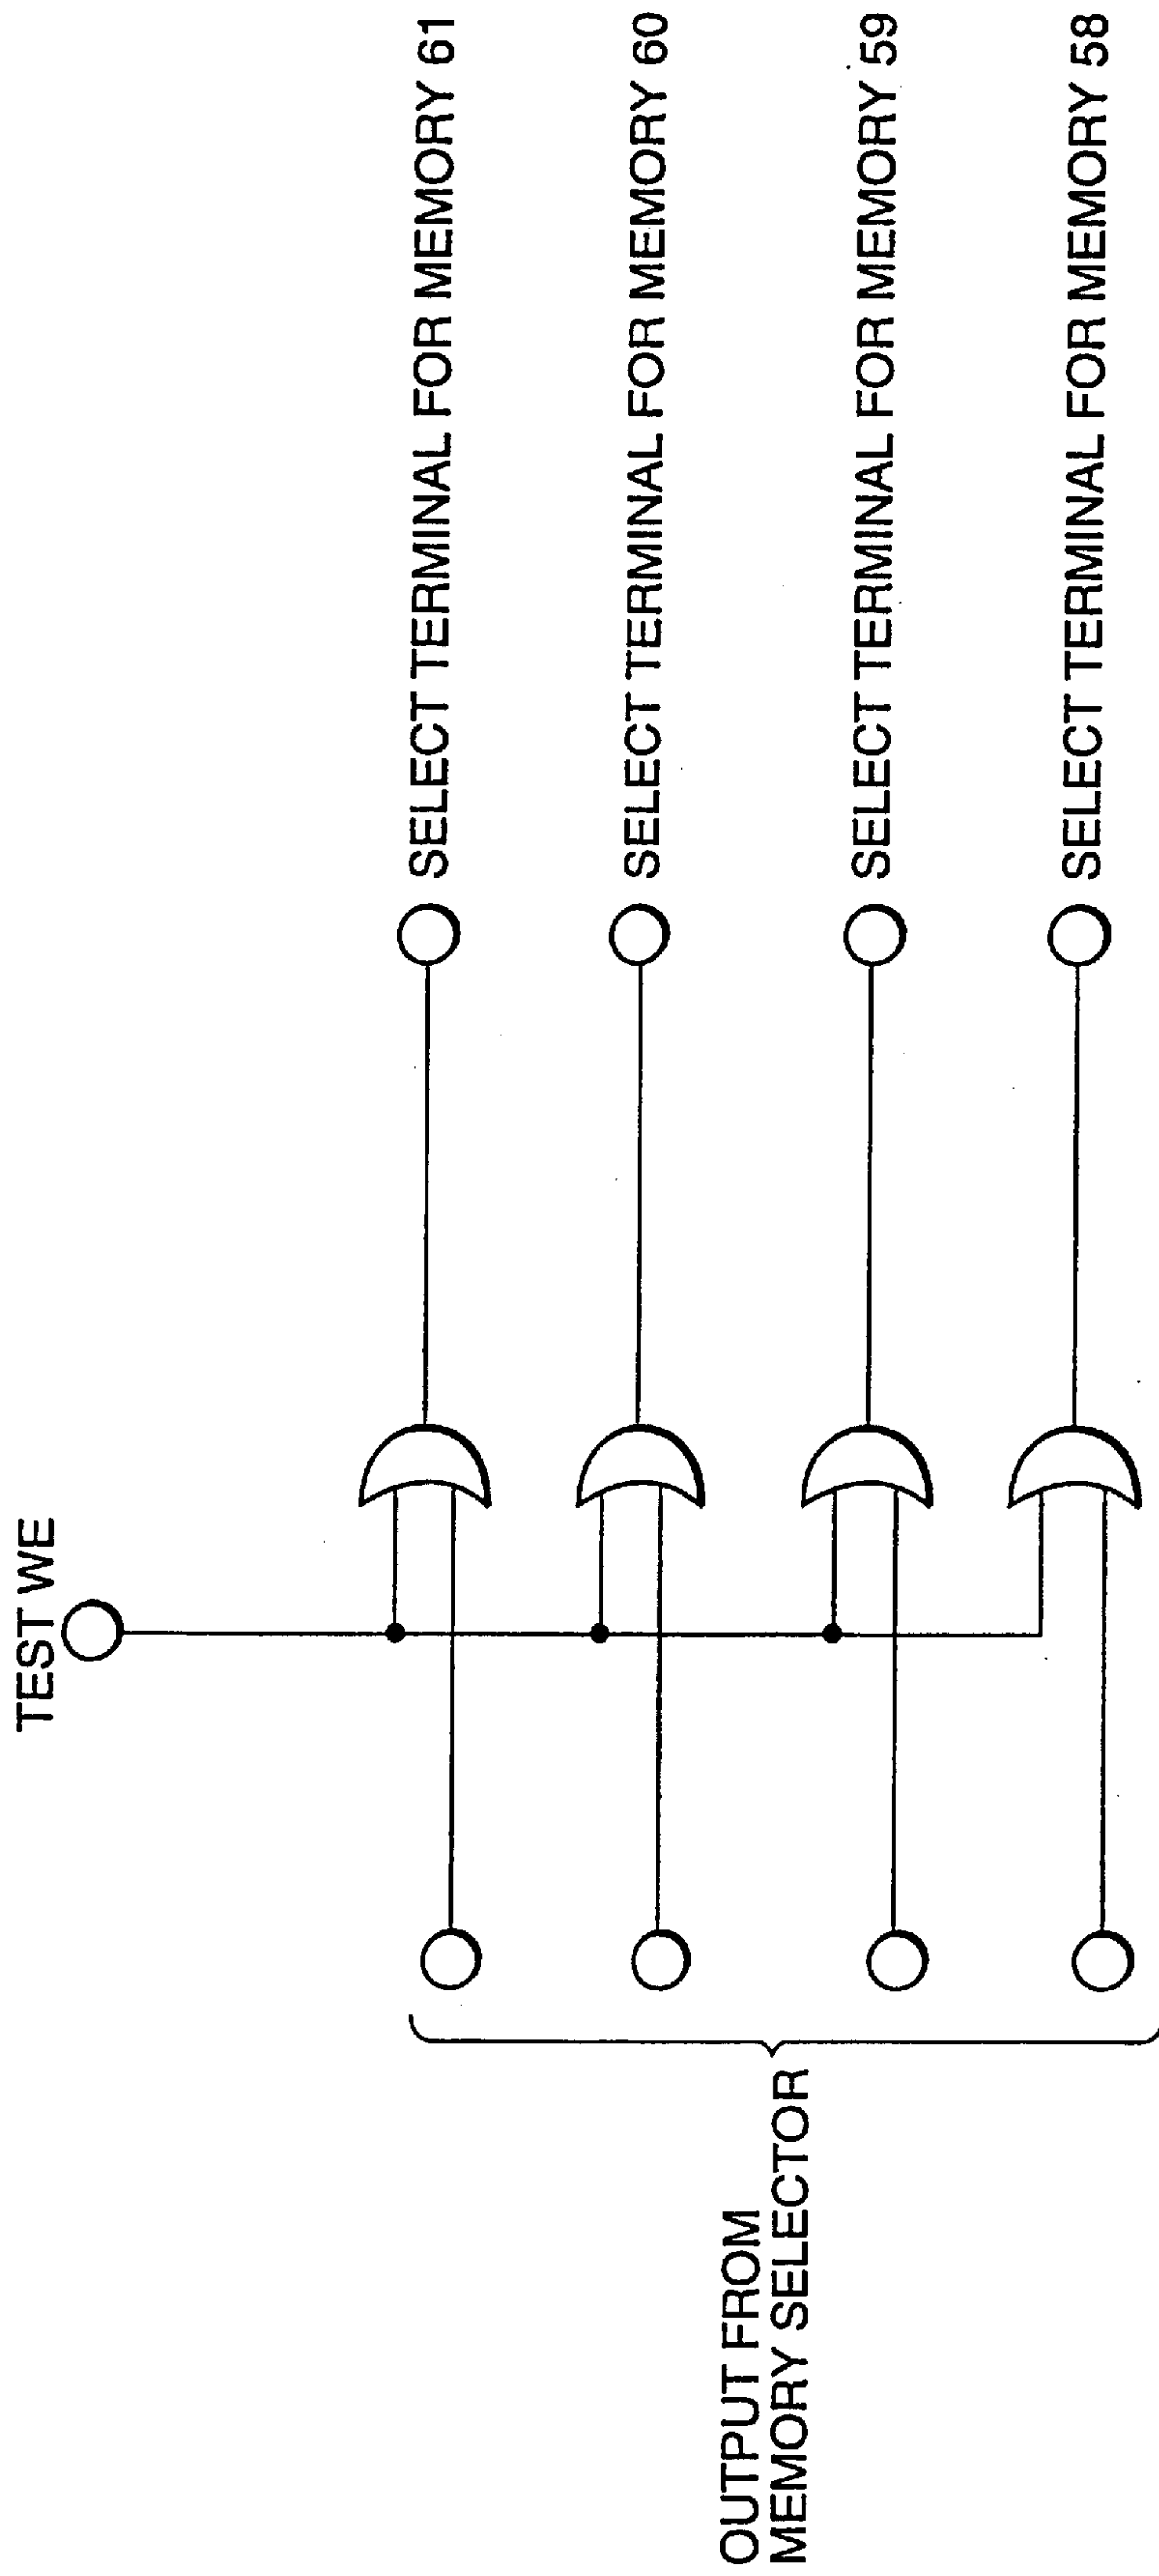 TEST WE
SELECT TERMINAL FOR MEMORY 61
SELECT TERMINAL FOR MEMORY 60
SELECT TERMINAL FOR MEMORY 59
SELECT TERMINAL FOR MEMORY 58
OUTPUT FROM
MEMORY SELECTOR